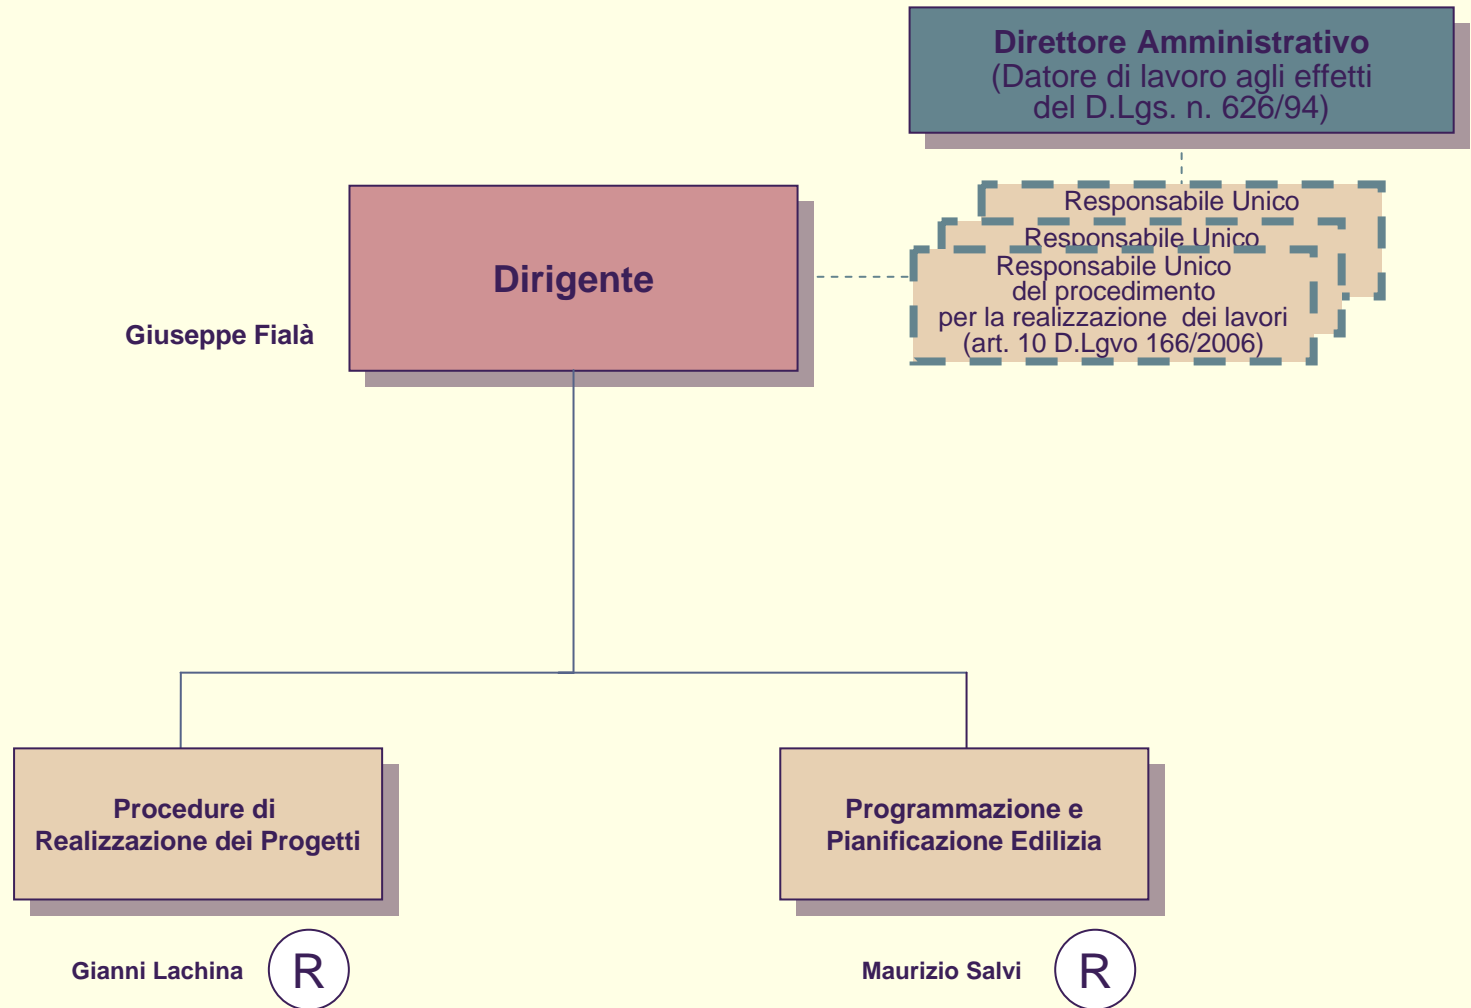 Direttore Amministrativo
(Datore di lavoro agli effetti
del D.Lgs. n. 626/94)
Responsabile Unico
Responsabile Unico
Responsabile Unico
del procedimento
per la realizzazione dei lavori
(art. 10 D.Lgvo 166/2006)
Dirigente
Giuseppe Fialà
Procedure di
Realizzazione dei Progetti
Gianni Lachina
R
Programmazione e
Pianificazione Edilizia
Maurizio Salvi
R